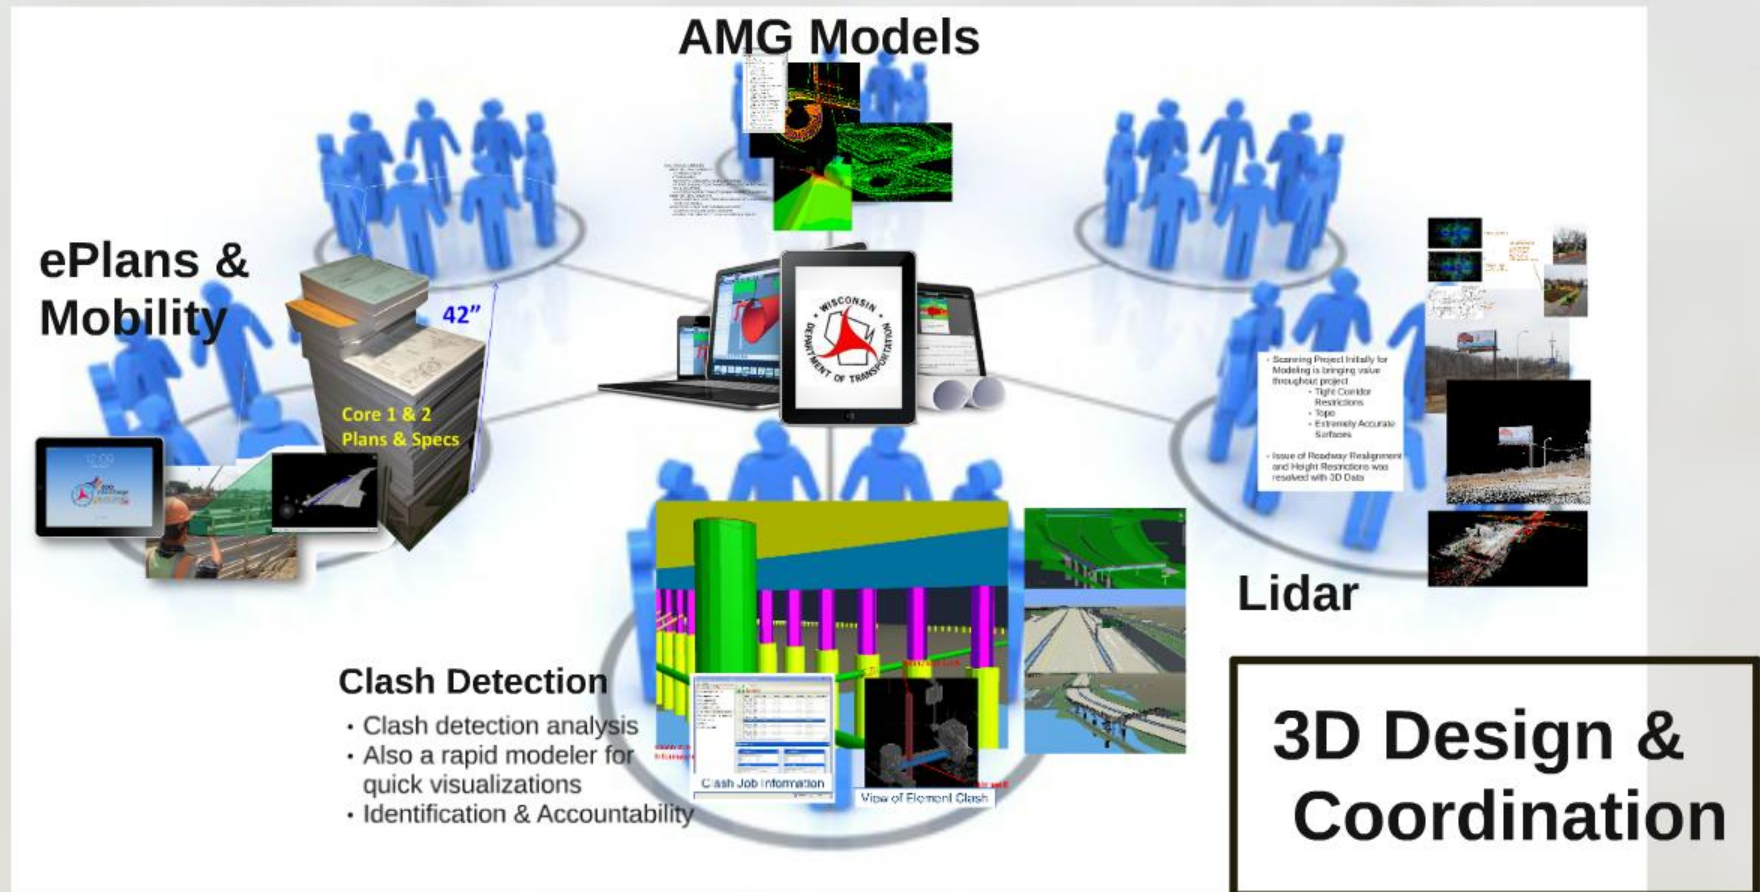 AMG Models
ePlans &
Mobility
42”
Core 1 & 2
Plans & Specs
12:09
WISCONSIN
DEPARTMENT OF TRANSPORTATION
· Scanning Project Initially for
Modeling is bringing value
throughout project
· Tight Corridor
Restrictions
· Topo
· Extremely Accurate
Surfaces
· Issue of Roadway Realignment
and Height Restrictions was
resolved with 3D Data
Lidar
Clash Detection
· Clash detection analysis
· Also a rapid modeler for
quick visualizations
· Identification & Accountability
Clash Job Information
View of Element Clash
3D Design &
Coordination